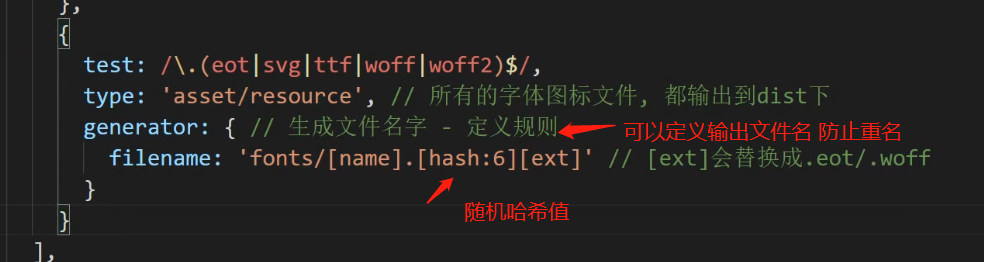 },
{
test: /\.(eot|svg|ttf|woff|woff2)$/,
type: 'asset/resource', // 所有的字体图标文件, 都输出到dist下
generator: { // 生成文件名字 - 定义规则 可以定义输出文件名 防止重名
filename: 'fonts/[name].[hash:6][ext]' // [ext]会替换成.eot/.woff
}
随机哈希值
}
],